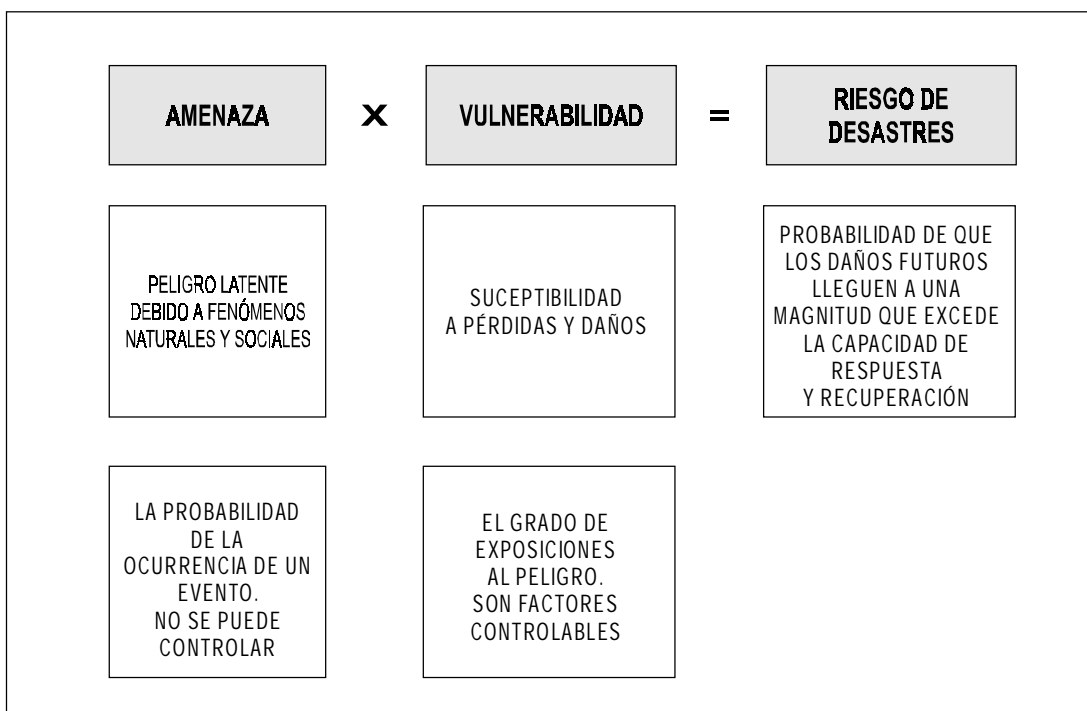 AMENAZA
X
VULNERABILIDAD
=
RIESGO DE
DESASTRES
PELIGRO LATENTE
DEBIDO A FENÓMENOS
NATURALES Y SOCIALES
SUCEPTIBILIDAD
A PÉRDIDAS Y DAÑOS
PROBABILIDAD DE QUE
LOS DAÑOS FUTUROS
LLEGUEN A UNA
MAGNITUD QUE EXCEDE
LA CAPACIDAD DE
RESPUESTA
Y RECUPERACIÓN
LA PROBABILIDAD
DE LA
OCURRENCIA DE UN
EVENTO.
NO SE PUEDE
CONTROLAR
EL GRADO DE
EXPOSICIONES
AL PELIGRO.
SON FACTORES
CONTROLABLES